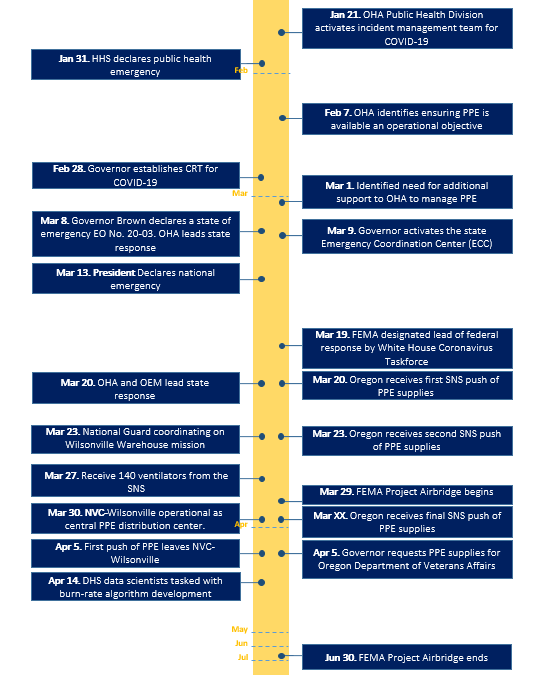 Jan 21. OHA Public Health Division
activates incident management team for
COVID-19
Jan 31. HHS declares public health
emergency
Feb
Feb 7. OHA identifies ensuring PPE is
available an operational objective
Feb 28. Governor establishes CRT for
COVID-19
Mar
Mar 1. Identified need for additional
support to OHA to manage PPE
Mar 8. Governor Brown declares a state of
emergency EO No. 20-03. OHA leads state
response
Mar 9. Governor activates the state
Emergency Coordination Center (ECC)
Mar 13. President Declares national
emergency
Mar 19. FEMA designated lead of federal
response by White House Coronavirus
Taskforce
Mar 20. OHA and OEM lead state
response
Mar 20. Oregon receives first SNS push of
PPE supplies
Mar 23. National Guard coordinating on
Wilsonville Warehouse mission
Mar 23. Oregon receives second SNS push
of PPE supplies
Mar 27. Receive 140 ventilators from the
SNS
Mar 29. FEMA Project Airbridge begins
Mar 30. NVC-Wilsonville operational as
central PPE distribution center.
Mar XX. Oregon receives final SNS push of
PPE supplies
Apr
Apr 5. First push of PPE leaves NVC-
Wilsonville
Apr 5. Governor requests PPE supplies for
Oregon Department of Veterans Affairs
Apr 14. DHS data scientists tasked with
burn-rate algorithm development
May
Jun
Jul
Jun 30. FEMA Project Airbridge ends